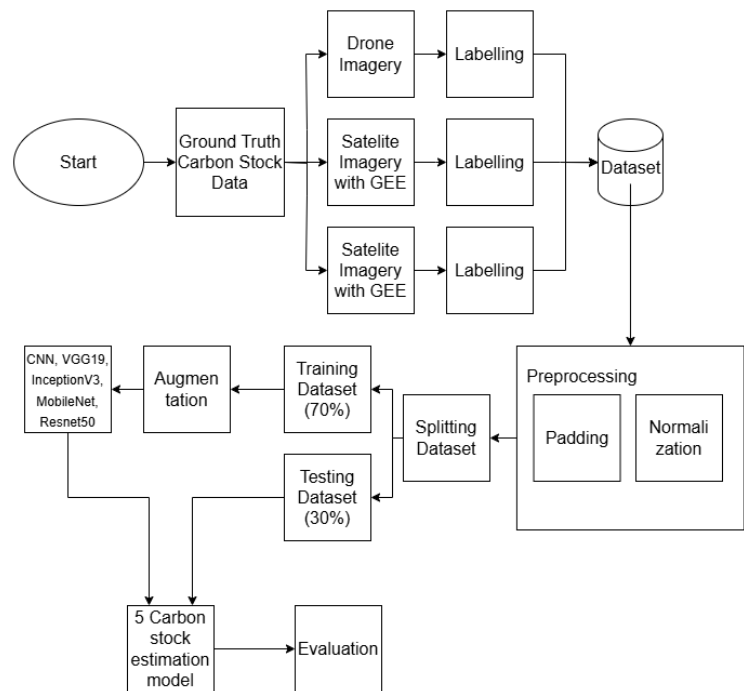 Drone
Imagery
Labelling
Start
Ground Truth
Carbon Stock
Data
Satelite
Imagery
with GEE
Labelling
Dataset
Satelite
Imagery
with GEE
Labelling
CNN, VGG19,
InceptionV3,
MobileNet,
Resnet50
Augmen
tation
Training
Dataset
(70%)
Splitting
Dataset
Preprocessing
Padding
Normali
zation
Testing
Dataset
(30%)
5 Carbon
stock
estimation
model
Evaluation